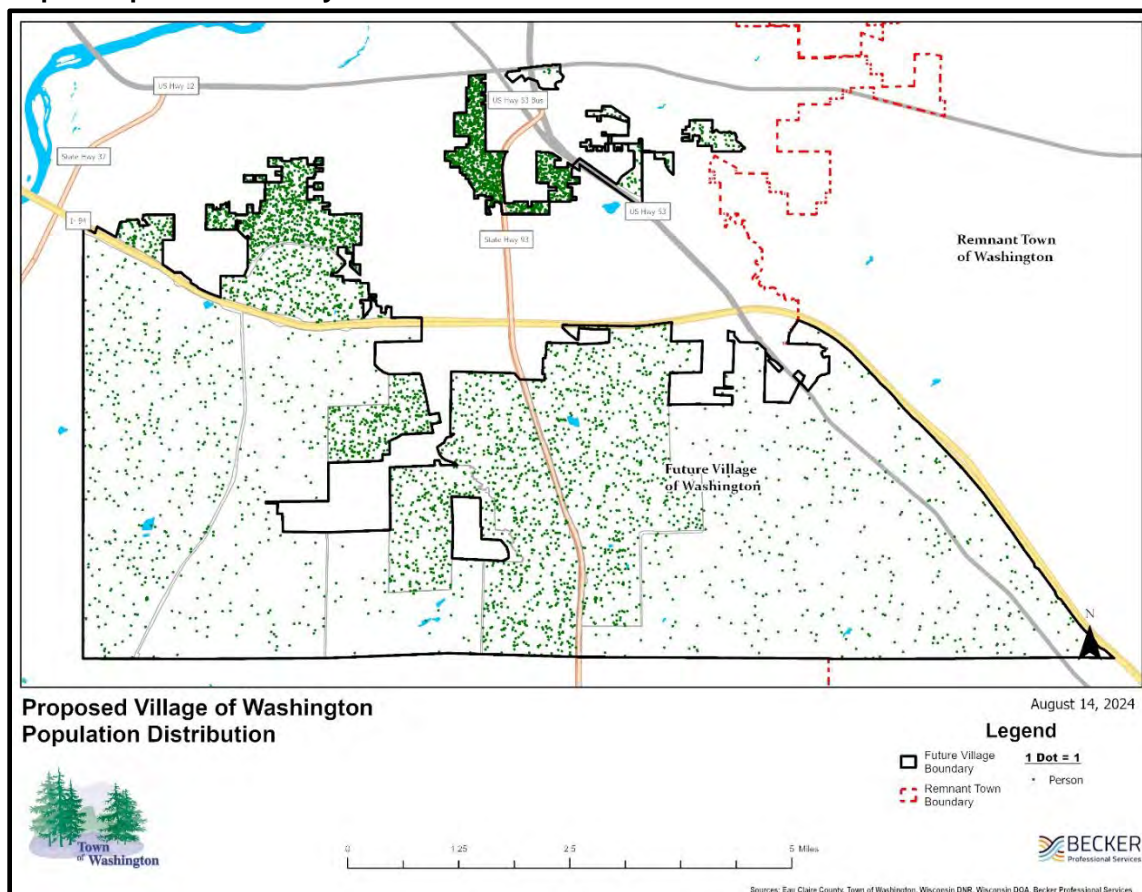 US Hwy 12
US Hwy 53 Bus
State Hwy 37
I- 94
US Hwy 53
State Hwy 93
Remnant Town
of Washington
Future Village
of Washington
N
Proposed Village of Washington
Population Distribution
August 14, 2024
Legend
Future Village
Boundary
1 Dot = 1
Person
Remnant Town
Boundary
Town
of Washington
0
1.25
2.5
5 Miles
BECKER
Professional Services
Sources: Eau Claire County, Town of Washington, Wisconsin DNR, Wisconsin DOA, Becker Professional Services